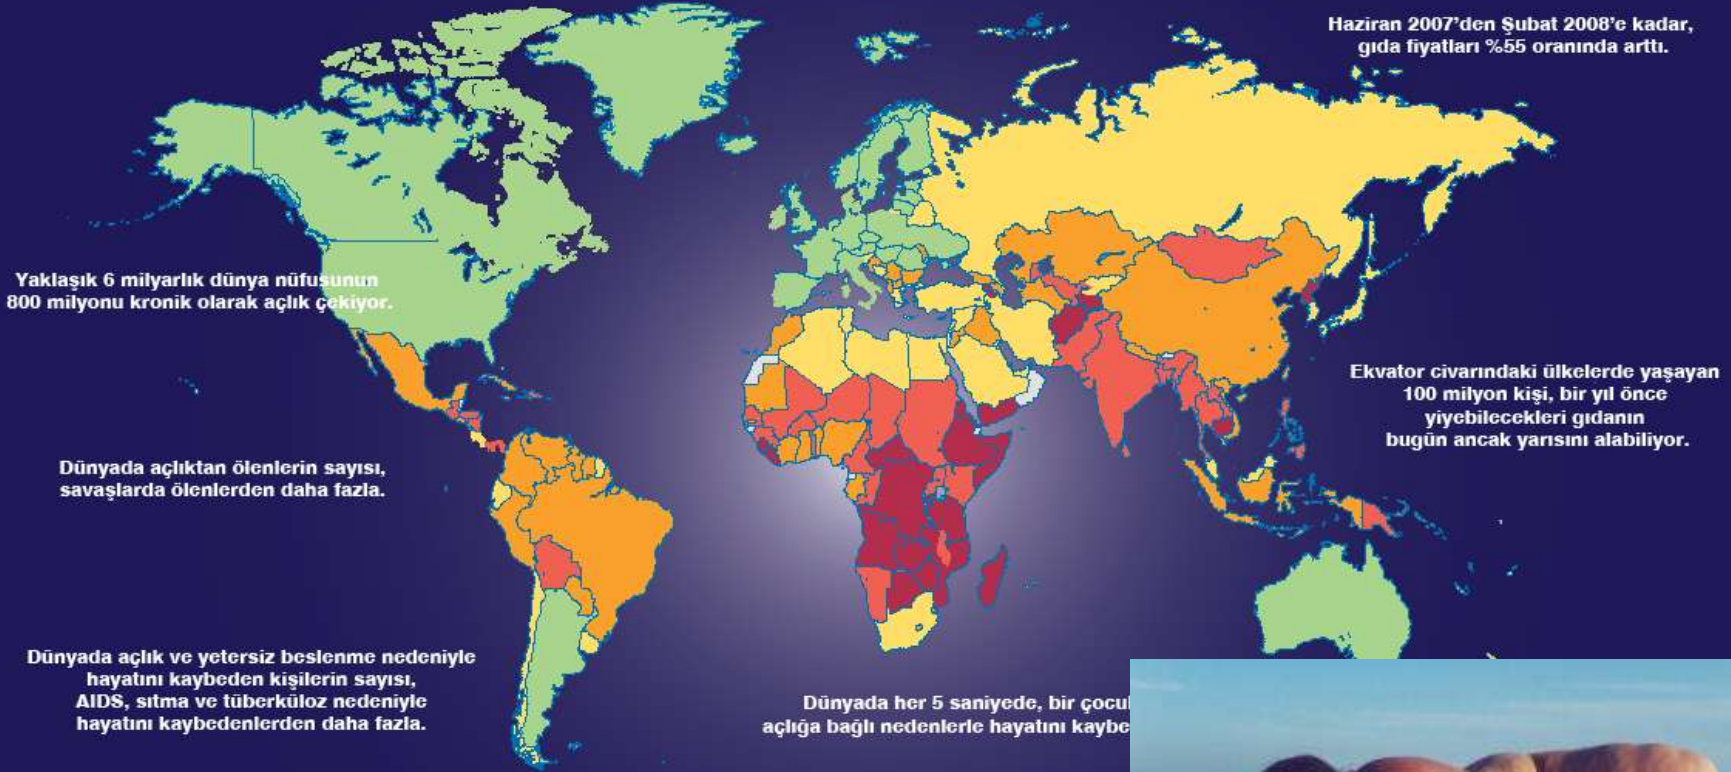 Haziran 2007'den Şubat 2008'e kadar,
gıda fiyatları %55 oranında arttı.
Yaklaşık 6 milyarlık dünya nüfusunun
800 milyonu kronik olarak açlık çekiyor.
Ekvator civarındaki ülkelerde yaşayan
100 milyon kişi, bir yıl önce
yiyebilecekleri gıdanın
bugün ancak yarısını alabiliyor.
Dünyada açlıktan ölenlerin sayısı,
savaşlarda ölenlerden daha fazla.
Dünyada açlık ve yetersiz beslenme nedeniyle
hayatını kaybeden kişilerin sayısı,
AIDS, sıtma ve tüberküloz nedeniyle
hayatını kaybedenlerden daha fazla.
Dünyada her 5 saniyede, bir
açlığa bağlı nedenlerle hayatını